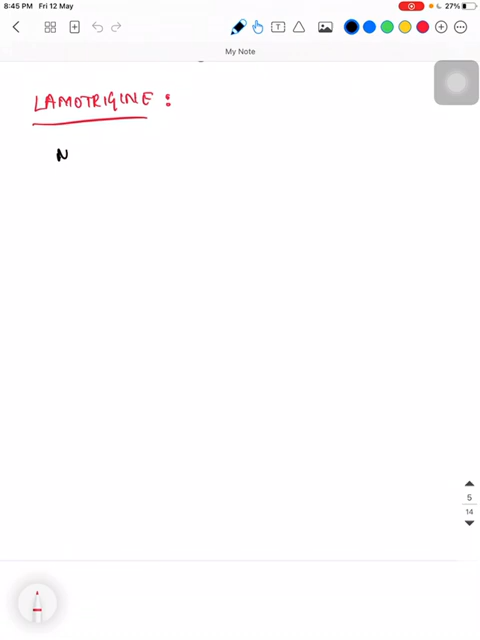 8:45 PM Fri 12 May 27%
My Note
LAMOTRIGINE :
N
5
14